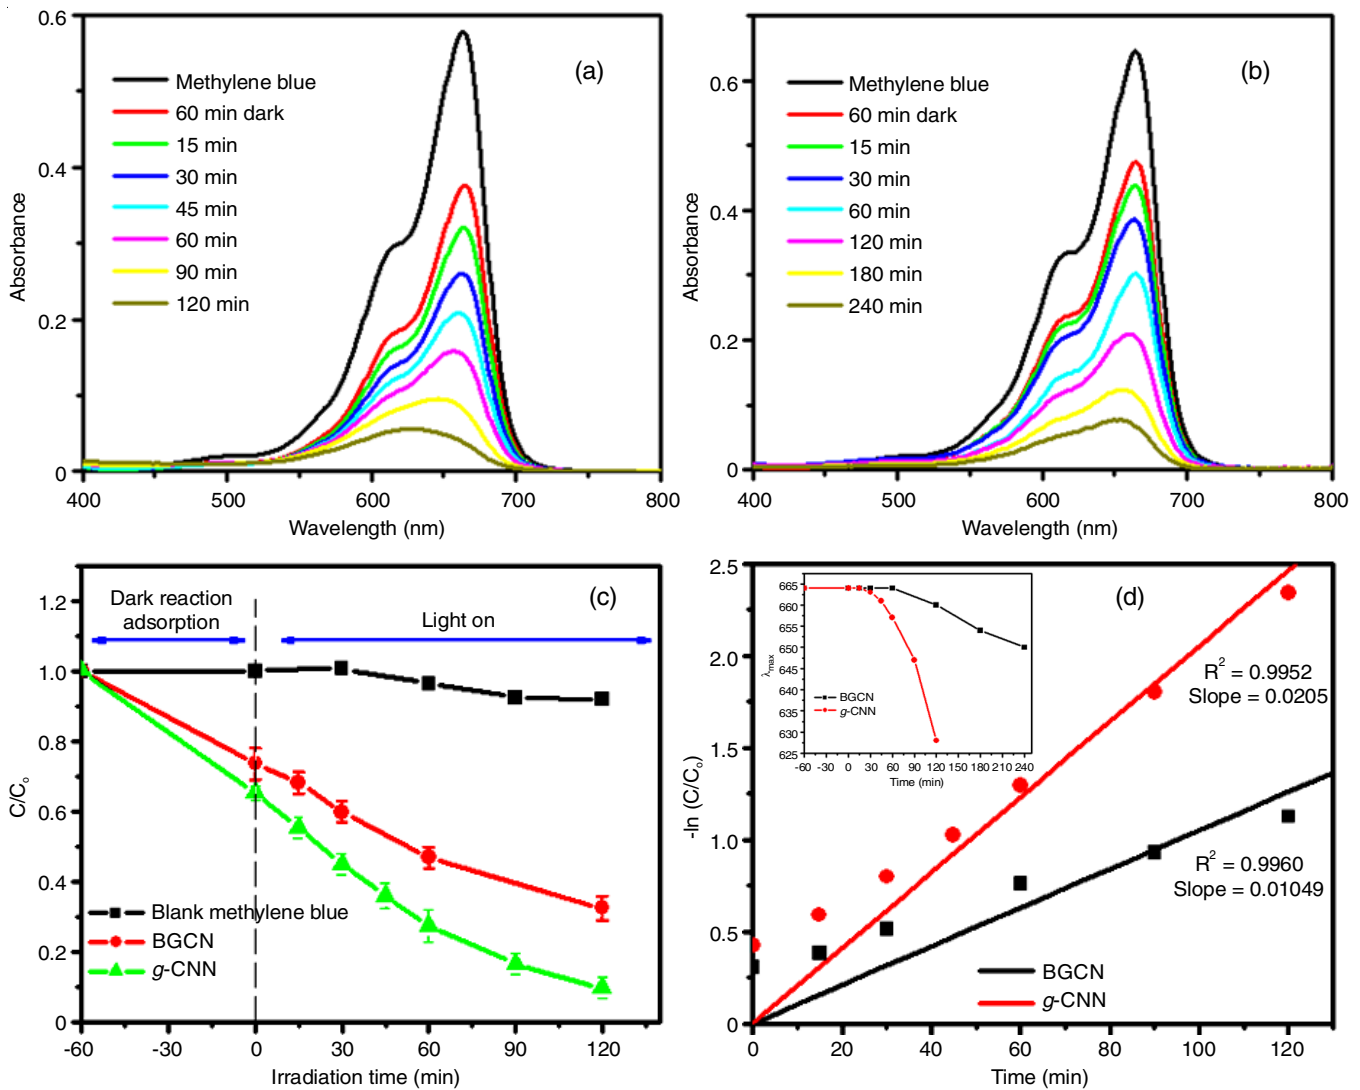 0.6
0.4
0.2
0
Absorbance
Methylene blue
60 min dark
15 min
30 min
45 min
60 min
90 min
120 min
(a)
400 500 600 700 800
Wavelength (nm)
0.6
0.4
0.2
0
Absorbance
Methylene blue
60 min dark
15 min
30 min
60 min
120 min
180 min
240 min
(b)
400 500 600 700 800
Wavelength (nm)
1.2
1.0
0.8
0.6
0.4
0.2
0
C/C₀
Dark reaction
adsorption
Light on
(c)
Blank methylene blue
BGCN
g-CNN
-60 -30 0 30 60 90 120
Irradiation time (min)
2.5
2.0
1.5
1.0
0.5
0
-ln (C/C₀)
665
660
655
650
645
640
635
630
625
λmax
BGCN
g-CNN
-60 -30 0 30 60 90 120 150 180 210 240
Time (min)
(d)
R² = 0.9952
Slope = 0.0205
R² = 0.9960
Slope = 0.01049
BGCN
g-CNN
0 20 40 60 80 100 120
Time (min)